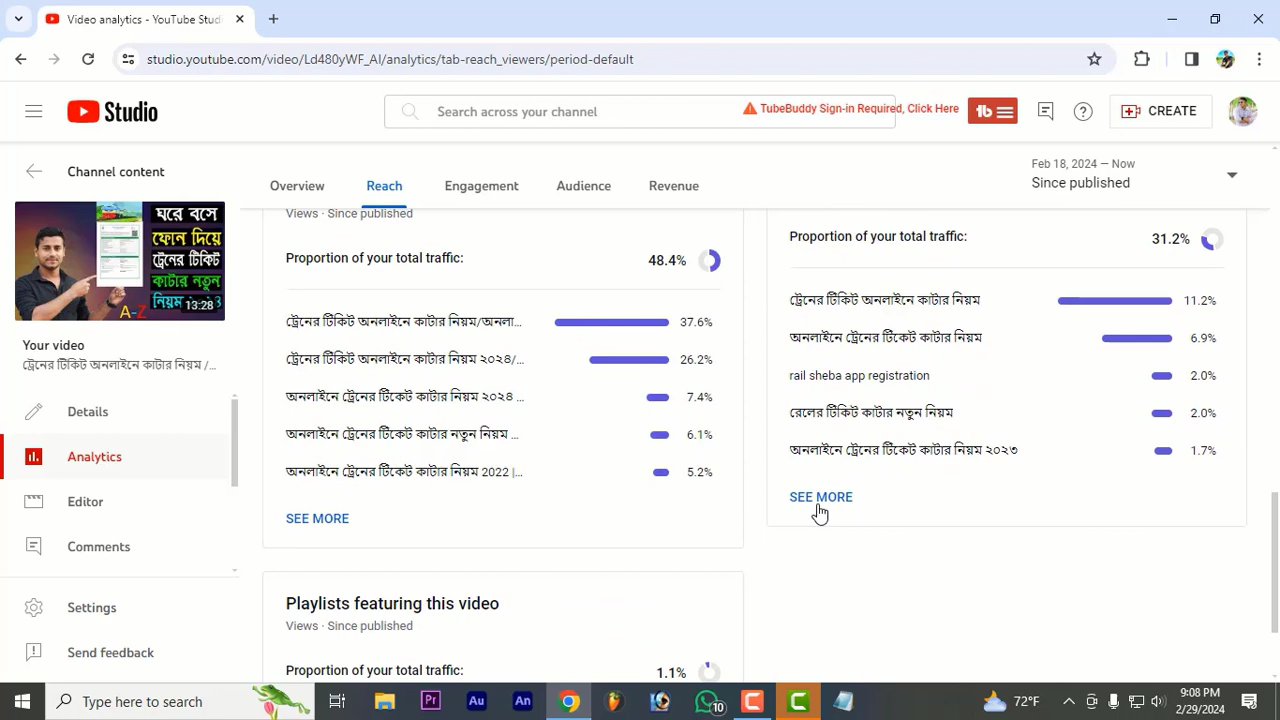 Video analytics - YouTube Stud
studio.youtube.com/video/Ld480yWF_AI/analytics/tab-reach_viewers/period-default
Studio
Search across your channel
TubeBuddy Sign-in Required, Click Here
tb
CREATE
Channel content
ঘরে বসে
ফোন দিয়ে
ট্রেনের টিকিট
কাটার নতুন
নিয়ম
A-Z
13:28
Your video
ট্রেনের টিকিট অনলাইনে কাটার নিয়ম /...
Details
Analytics
Editor
Comments
Settings
Send feedback
Overview
Reach
Engagement
Audience
Revenue
Feb 18, 2024 – Now
Since published
Views · Since published
Proportion of your total traffic:
48.4%
ট্রেনের টিকিট অনলাইনে কাটার নিয়ম/অনলা... 37.6%
ট্রেনের টিকিট অনলাইনে কাটার নিয়ম ২০২৪/... 26.2%
অনলাইনে ট্রেনের টিকেট কাটার নিয়ম ২০২৪ ... 7.4%
অনলাইনে ট্রেনের টিকেট কাটার নতুন নিয়ম ... 6.1%
অনলাইনে ট্রেনের টিকেট কাটার নিয়ম 2022 |... 5.2%
SEE MORE
Proportion of your total traffic:
31.2%
ট্রেনের টিকিট অনলাইনে কাটার নিয়ম 11.2%
অনলাইনে ট্রেনের টিকেট কাটার নিয়ম 6.9%
rail sheba app registration 2.0%
রেলের টিকিট কাটার নতুন নিয়ম 2.0%
অনলাইনে ট্রেনের টিকেট কাটার নিয়ম ২০২৩ 1.7%
SEE MORE
Playlists featuring this video
Views · Since published
Proportion of your total traffic:
1.1%
Type here to search
Pr
Au
An
10
72°F
9:08 PM
2/29/2024